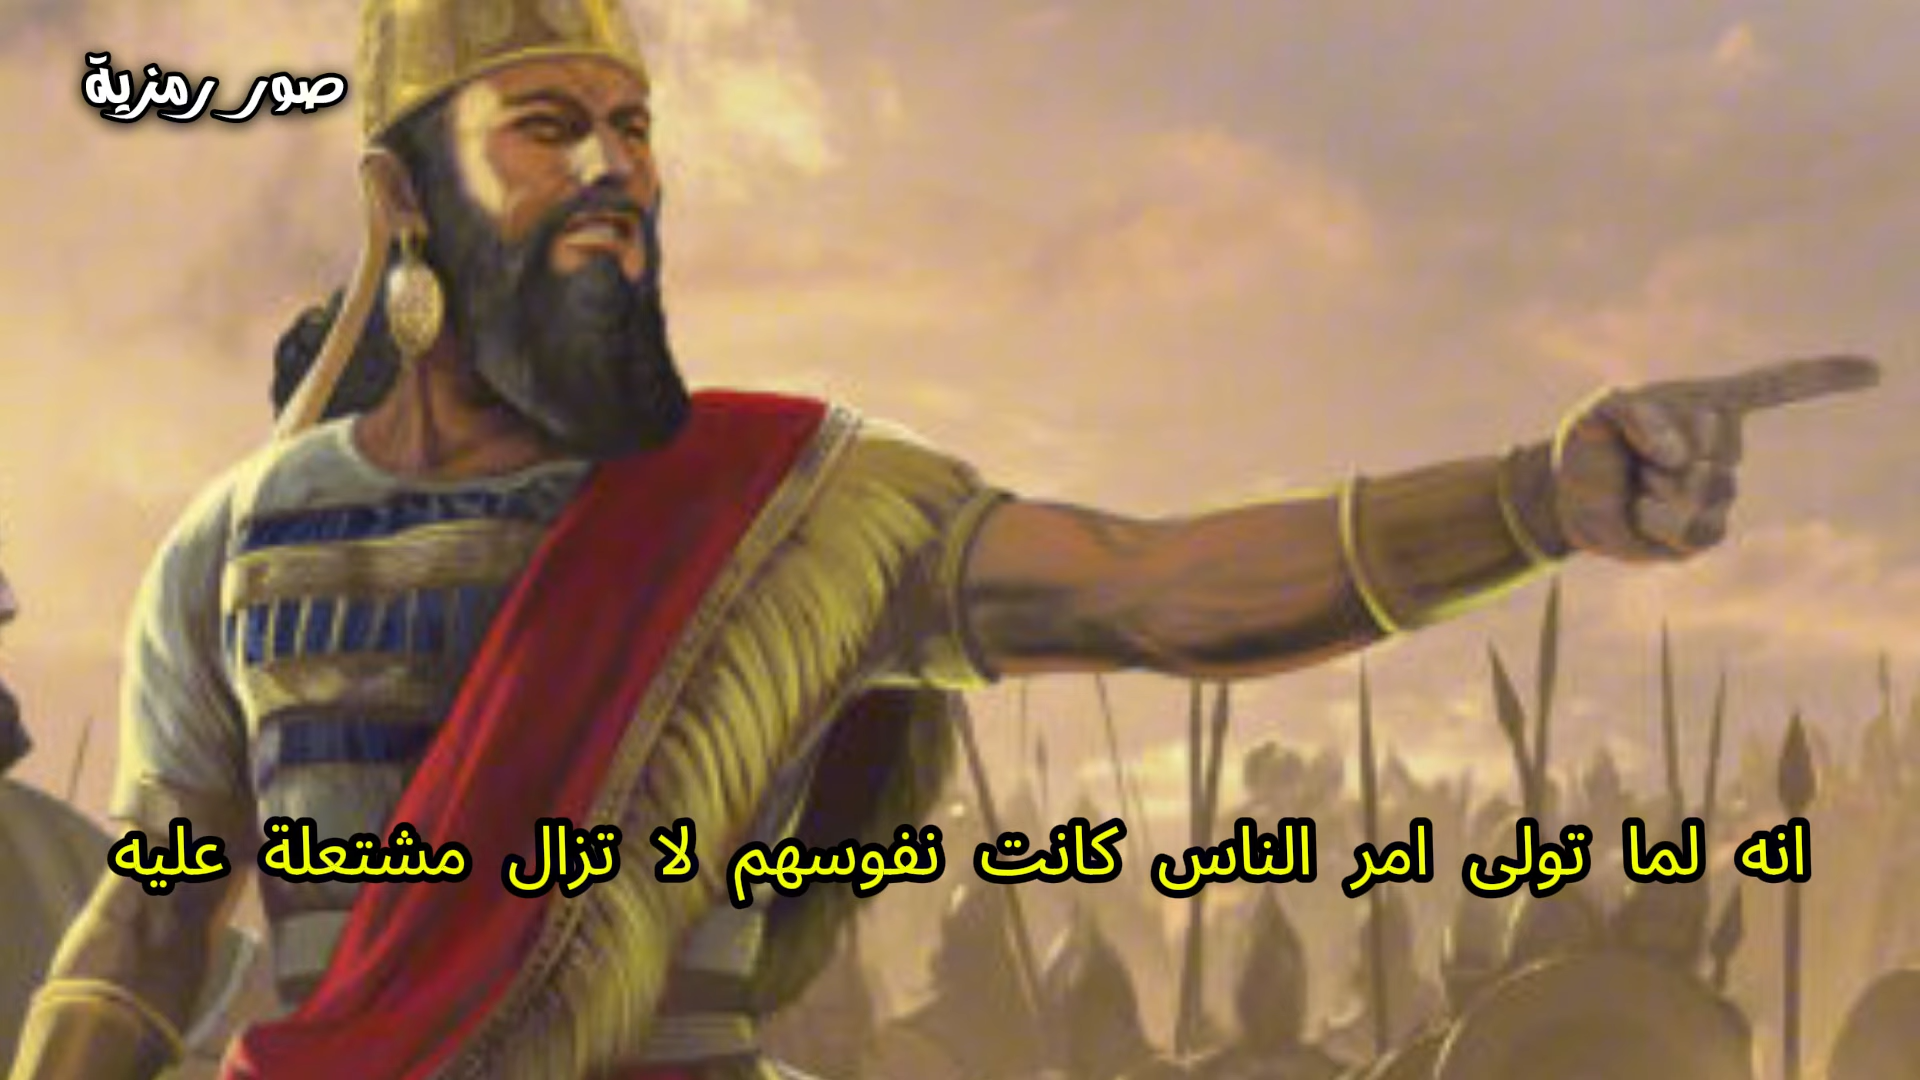 صور رمزية
انه لما تولى امر الناس كانت نفوسهم لا تزال مشتعلة عليه